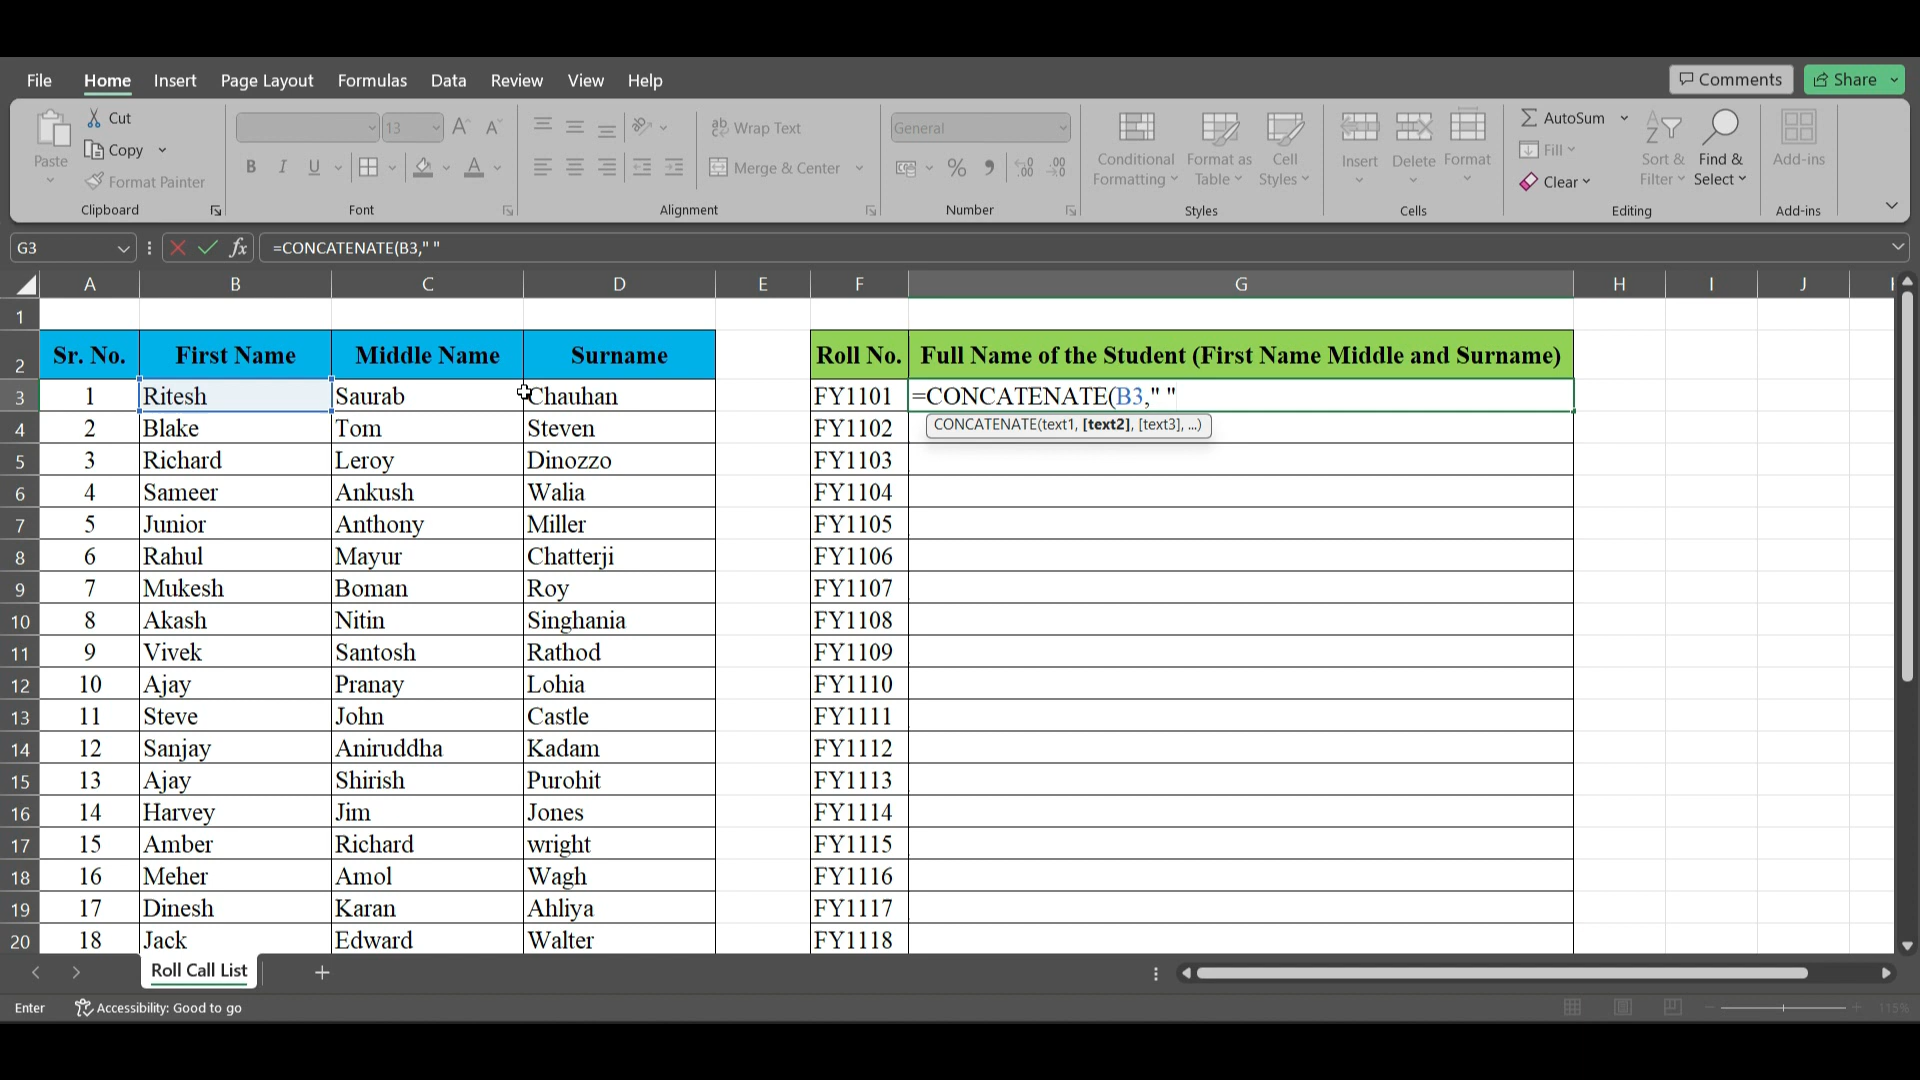 File Home Insert Page Layout Formulas Data Review View Help Comments Share
Paste Cut Copy Format Painter Clipboard
13 B I U A Font
ab Wrap Text Merge & Center Alignment
General % Number
Conditional Formatting Format as Table Cell Styles Styles
Insert Delete Format Cells
AutoSum Fill Clear Sort & Filter Find & Select Editing
Add-ins Add-ins
G3 fx =CONCATENATE(B3," "
A B C D E F G H I J
1
2 Sr. No. First Name Middle Name Surname Roll No. Full Name of the Student (First Name Middle and Surname)
3 1 Ritesh Saurab Chauhan FY1101 =CONCATENATE(B3," "
CONCATENATE(text1, [text2], [text3], ...)
4 2 Blake Tom Steven FY1102
5 3 Richard Leroy Dinozzo FY1103
6 4 Sameer Ankush Walia FY1104
7 5 Junior Anthony Miller FY1105
8 6 Rahul Mayur Chatterji FY1106
9 7 Mukesh Boman Roy FY1107
10 8 Akash Nitin Singhania FY1108
11 9 Vivek Santosh Rathod FY1109
12 10 Ajay Pranay Lohia FY1110
13 11 Steve John Castle FY1111
14 12 Sanjay Aniruddha Kadam FY1112
15 13 Ajay Shirish Purohit FY1113
16 14 Harvey Jim Jones FY1114
17 15 Amber Richard wright FY1115
18 16 Meher Amol Wagh FY1116
19 17 Dinesh Karan Ahliya FY1117
20 18 Jack Edward Walter FY1118
Roll Call List
Enter Accessibility: Good to go 115%